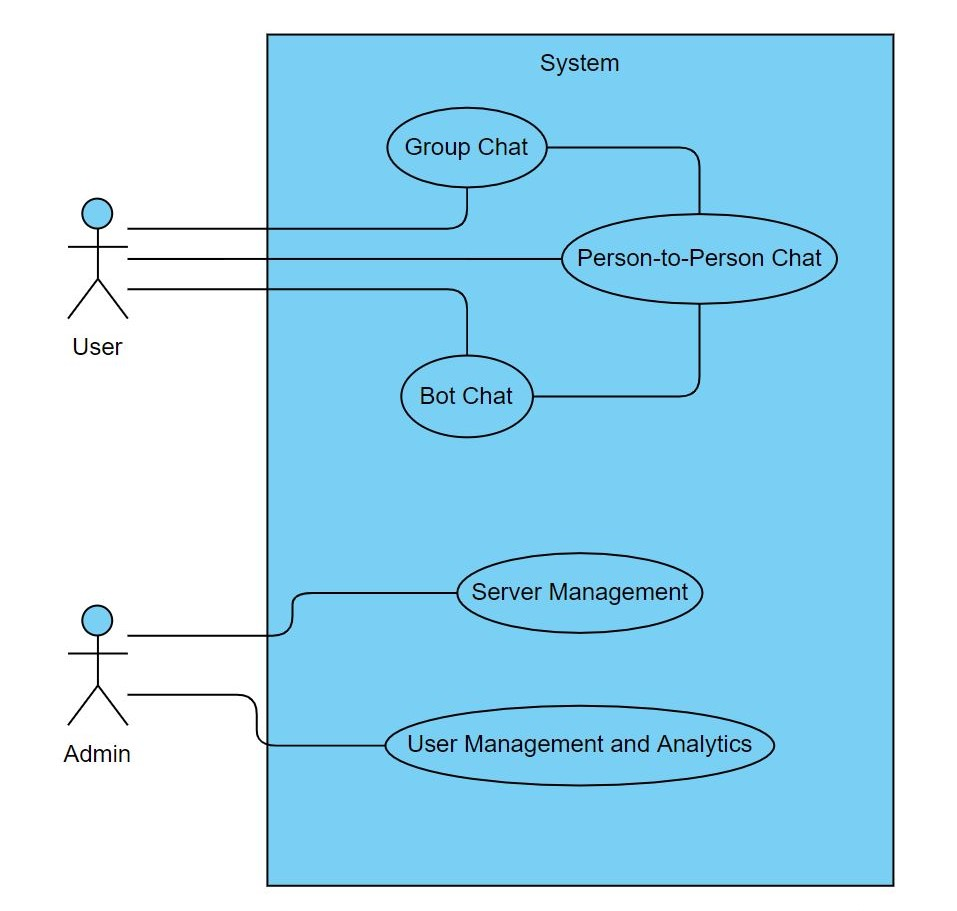 System
Group Chat
Person-to-Person Chat
User
Bot Chat
Server Management
Admin
User Management and Analytics